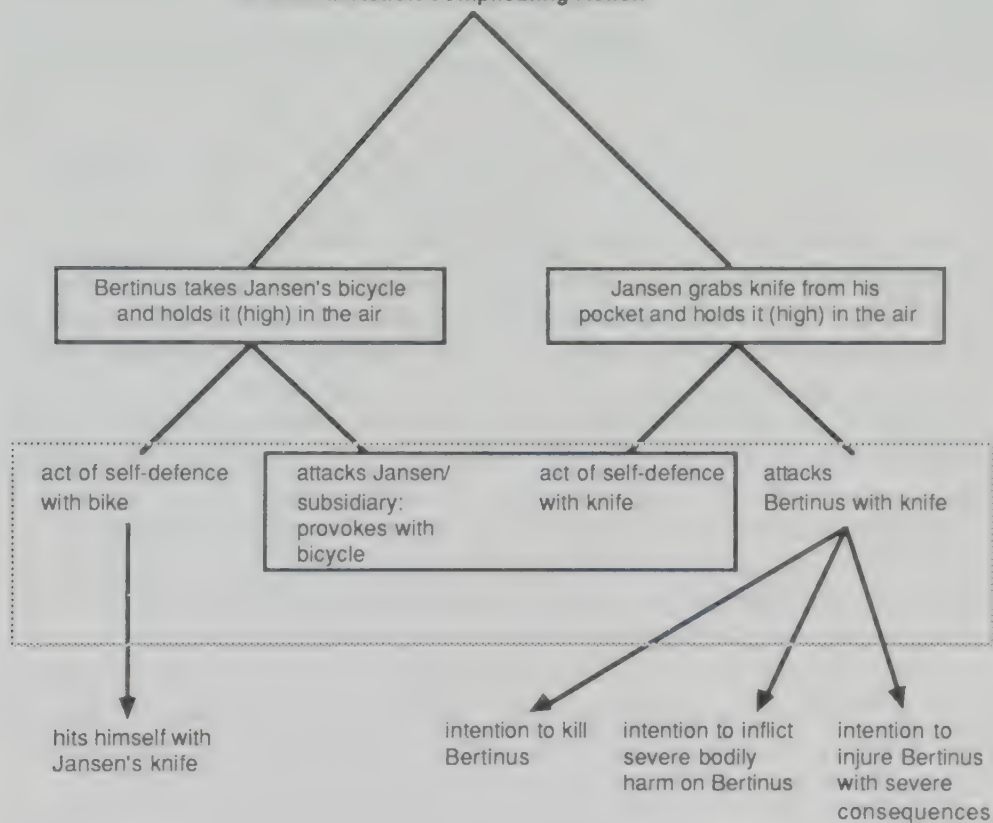 Complicating Action
Bertinus takes Jansen's bicycle
and holds it (high) in the air
Jansen grabs knife from his
pocket and holds it (high) in the air
act of self-defence
with bike
attacks Jansen/
subsidiary:
provokes with
bicycle
act of self-defence
with knife
attacks
Bertinus with knife
hits himself with
Jansen's knife
intention to kill
Bertinus
intention to inflict
severe bodily
harm on Bertinus
intention to
injure Bertinus
with severe
consequences